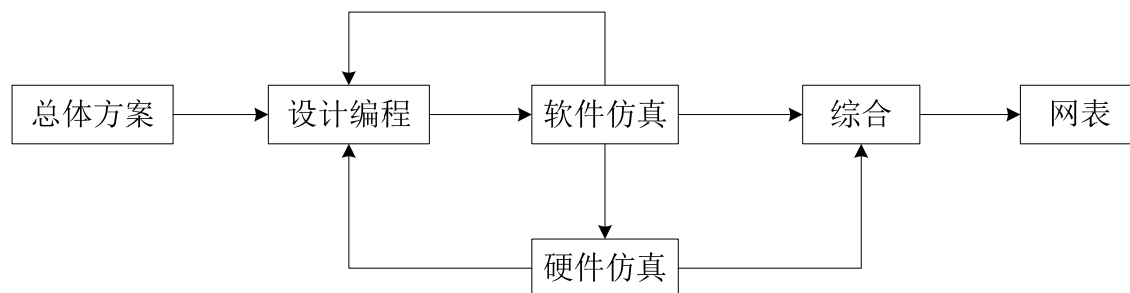 总体方案
设计编程
软件仿真
综合
网表
硬件仿真